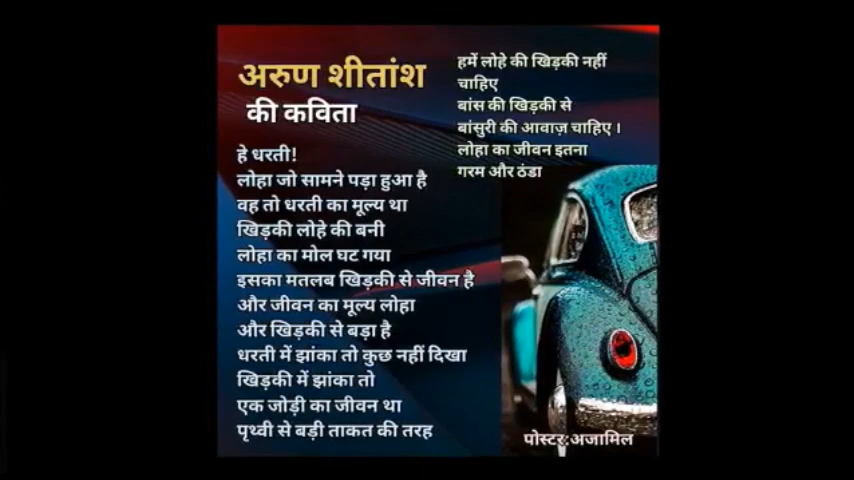 अरुण शीतांश
की कविता
हे धरती!
लोहा जो सामने पड़ा हुआ है
वह तो धरती का मूल्य था
खिड़की लोहे की बनी
लोहा का मोल घट गया
इसका मतलब खिड़की से जीवन है
और जीवन का मूल्य लोहा
और खिड़की से बड़ा है
धरती में झांका तो कुछ नहीं दिखा
खिड़की में झांका तो
एक जोड़ी का जीवन था
पृथ्वी से बड़ी ताकत की तरह
हमें लोहे की खिड़की नहीं
चाहिए
बांस की खिड़की से
बांसुरी की आवाज़ चाहिए ।
लोहा का जीवन इतना
गरम और ठंडा
पोस्टर:अजामिल